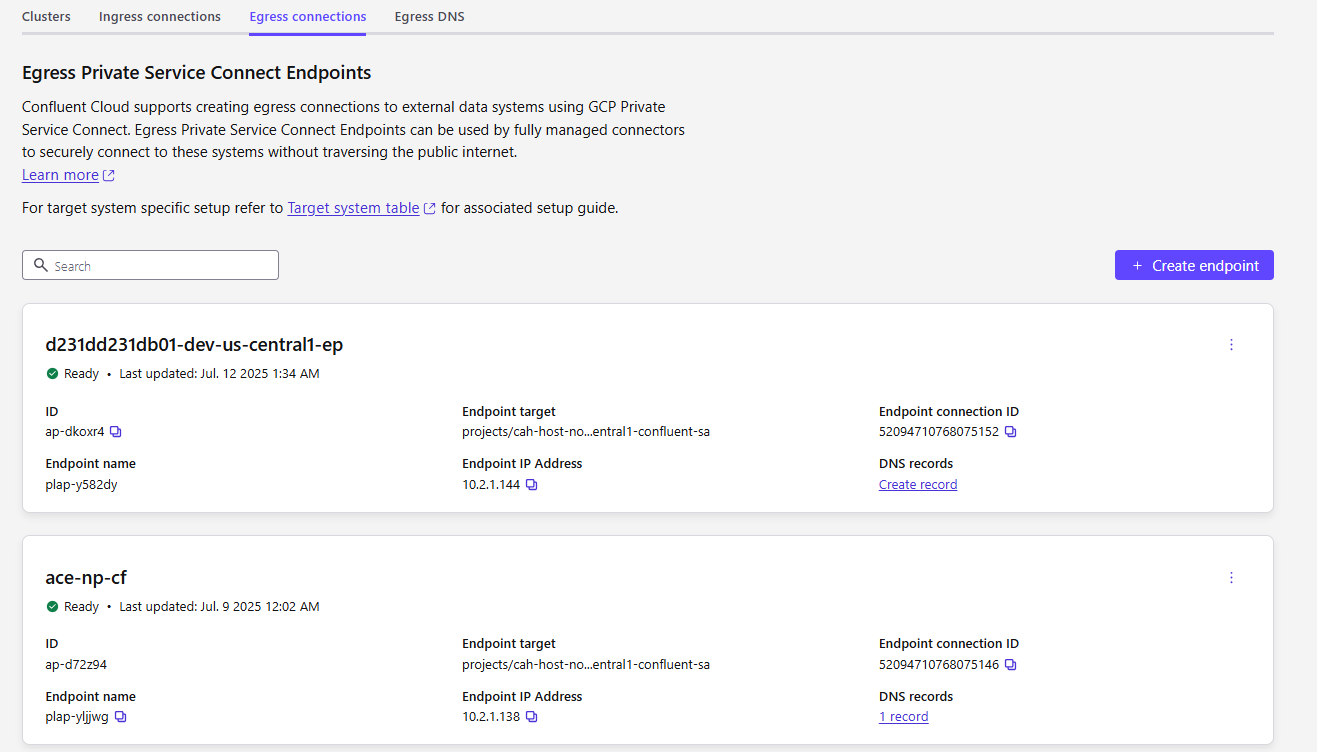 Clusters Ingress connections Egress connections Egress DNS
Egress Private Service Connect Endpoints
Confluent Cloud supports creating egress connections to external data systems using GCP Private
Service Connect. Egress Private Service Connect Endpoints can be used by fully managed connectors
to securely connect to these systems without traversing the public internet.
Learn more
For target system specific setup refer to Target system table for associated setup guide.
Search
+ Create endpoint
d231dd231db01-dev-us-central1-ep
Ready • Last updated: Jul. 12 2025 1:34 AM
ID Endpoint target Endpoint connection ID
ap-dkoxr4 projects/cah-host-no...entral1-confluent-sa 52094710768075152
Endpoint name Endpoint IP Address DNS records
plap-y582dy 10.2.1.144 Create record
ace-np-cf
Ready • Last updated: Jul. 9 2025 12:02 AM
ID Endpoint target Endpoint connection ID
ap-d72z94 projects/cah-host-no...entral1-confluent-sa 52094710768075146
Endpoint name Endpoint IP Address DNS records
plap-yljjwg 10.2.1.138 1 record